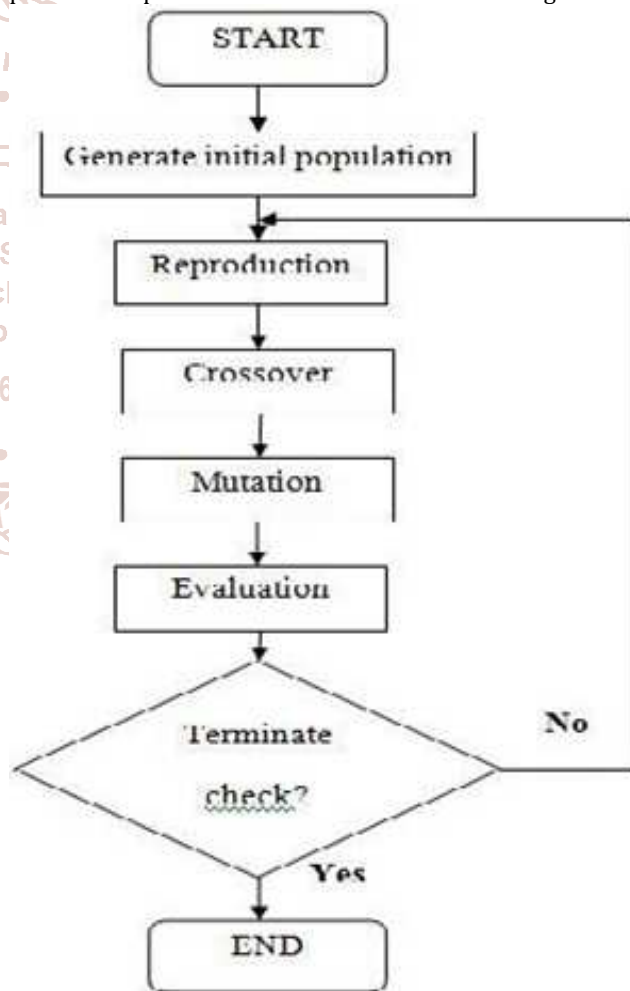 START
Generate initial population
Reproduction
Crossover
Mutation
Evaluation
No
Terminate
check?
Yes
END